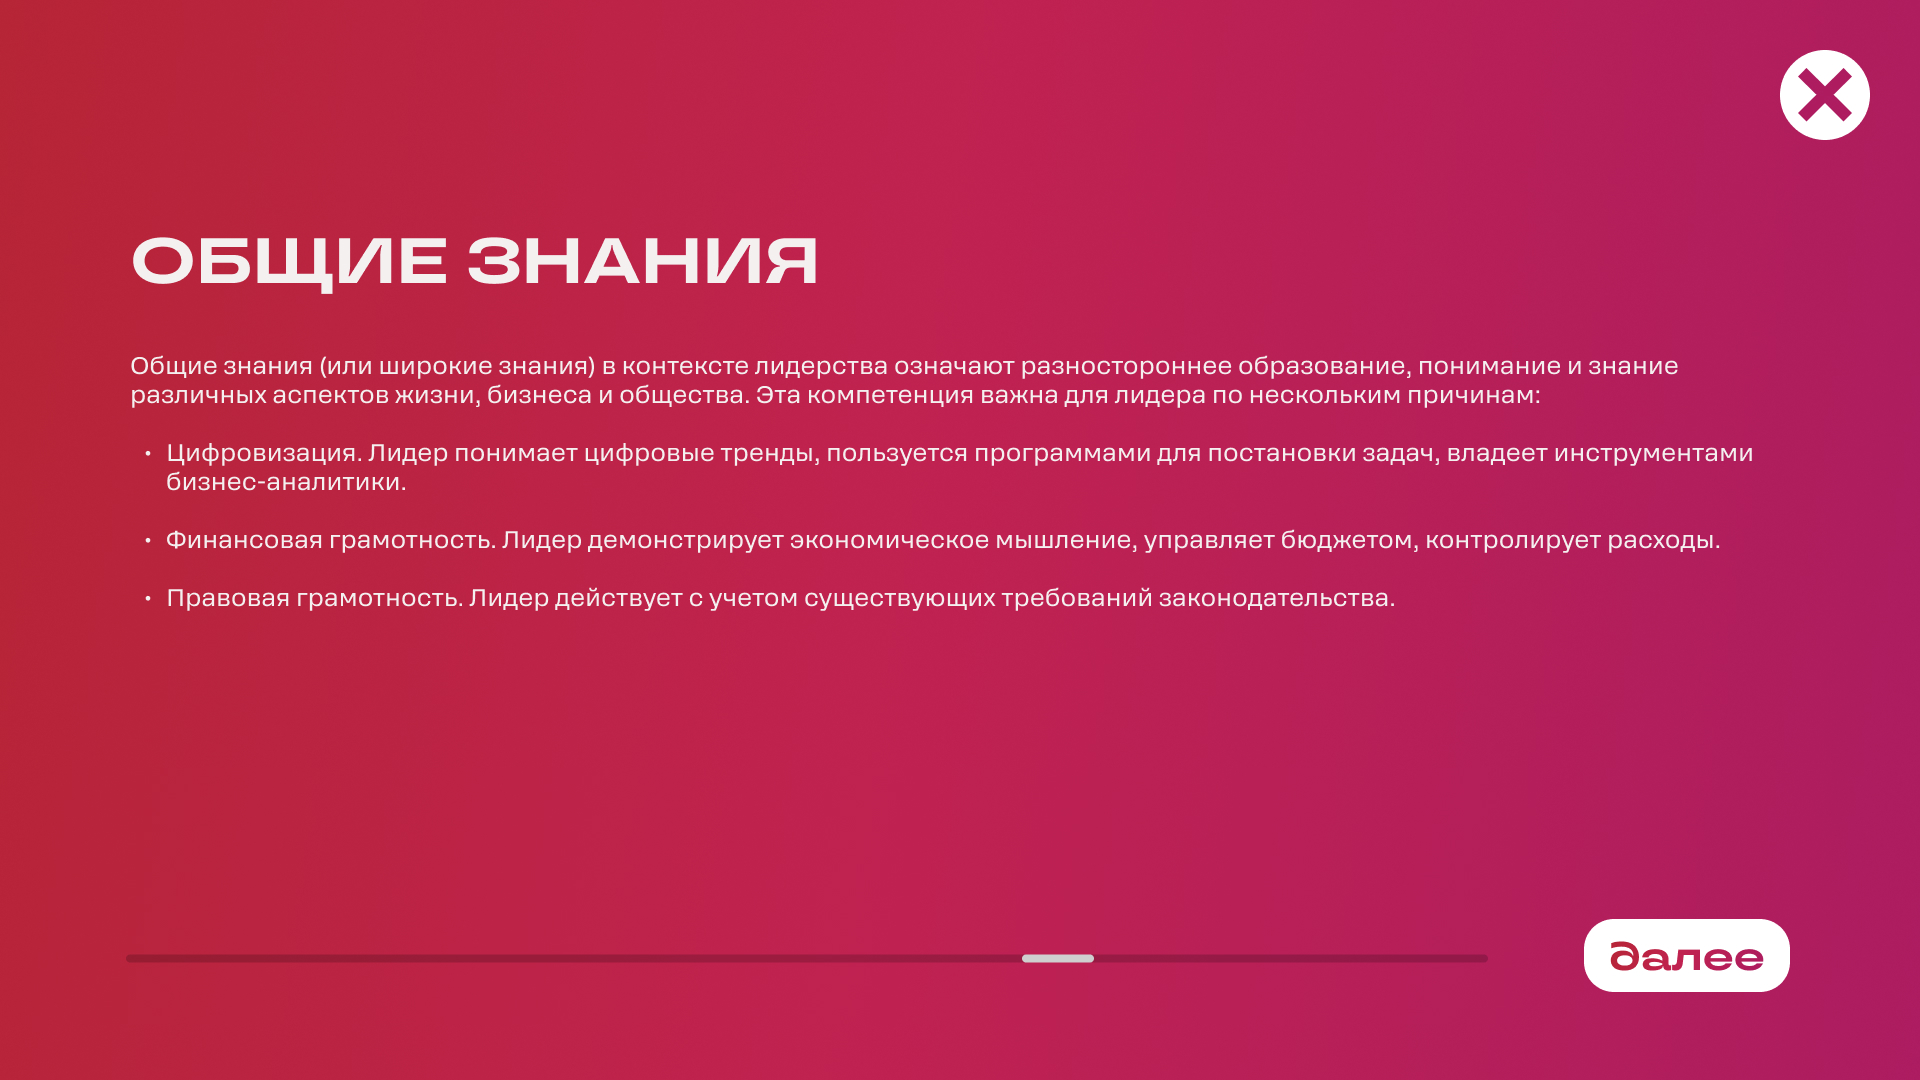 ОБЩИЕ ЗНАНИЯ
Общие знания (или широкие знания) в контексте лидерства означают разностороннее образование, понимание и знание
различных аспектов жизни, бизнеса и общества. Эта компетенция важна для лидера по нескольким причинам:
• Цифровизация. Лидер понимает цифровые тренды, пользуется программами для постановки задач, владеет инструментами
бизнес-аналитики.
• Финансовая грамотность. Лидер демонстрирует экономическое мышление, управляет бюджетом, контролирует расходы.
• Правовая грамотность. Лидер действует с учетом существующих требований законодательства.
далее